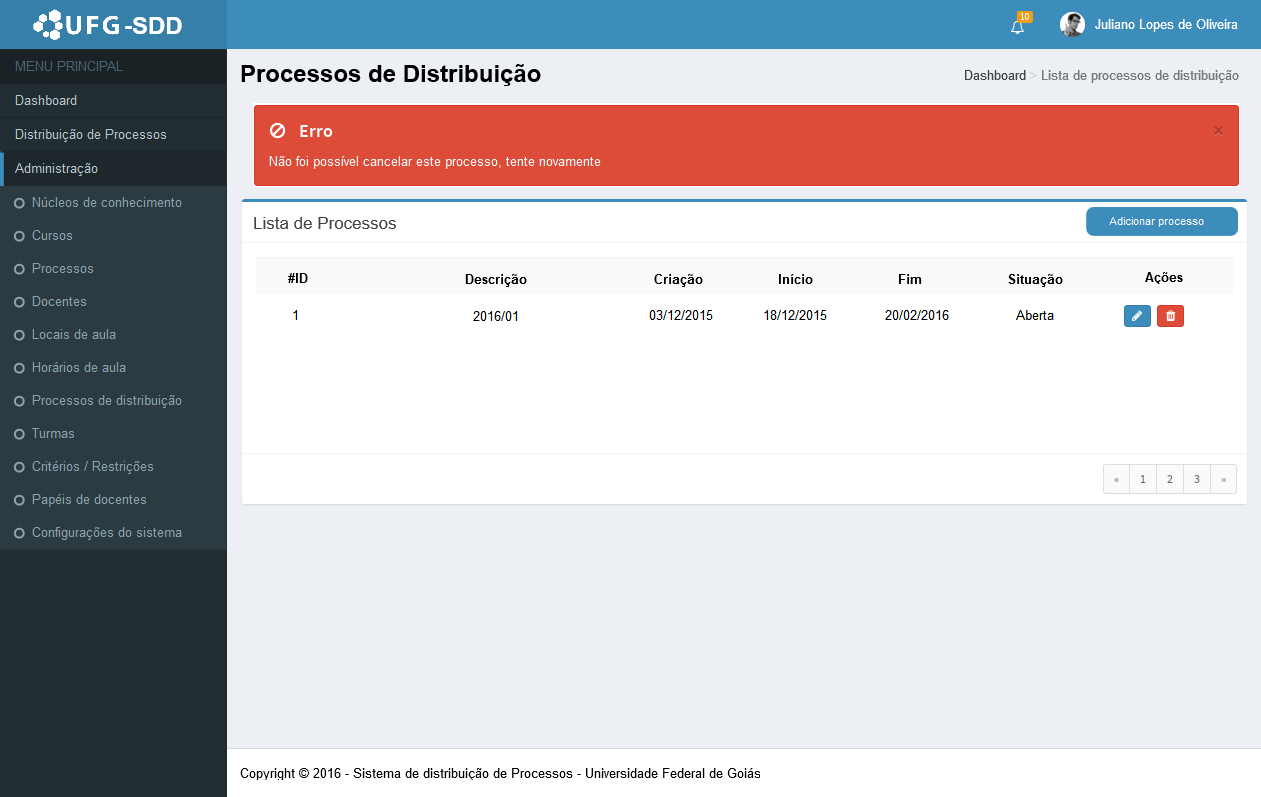 UFG-SDD
10
Juliano Lopes de Oliveira
MENU PRINCIPAL
Dashboard
Distribuição de Processos
Administração
Núcleos de conhecimento
Cursos
Processos
Docentes
Locais de aula
Horários de aula
Processos de distribuição
Turmas
Critérios / Restrições
Papéis de docentes
Configurações do sistema
Processos de Distribuição
Dashboard > Lista de processos de distribuição
Erro ×
Não foi possível cancelar este processo, tente novamente
Lista de Processos
Adicionar processo
#ID Descrição Criação Início Fim Situação Ações
1 2016/01 03/12/2015 18/12/2015 20/02/2016 Aberta
« 1 2 3 »
Copyright © 2016 - Sistema de distribuição de Processos - Universidade Federal de Goiás